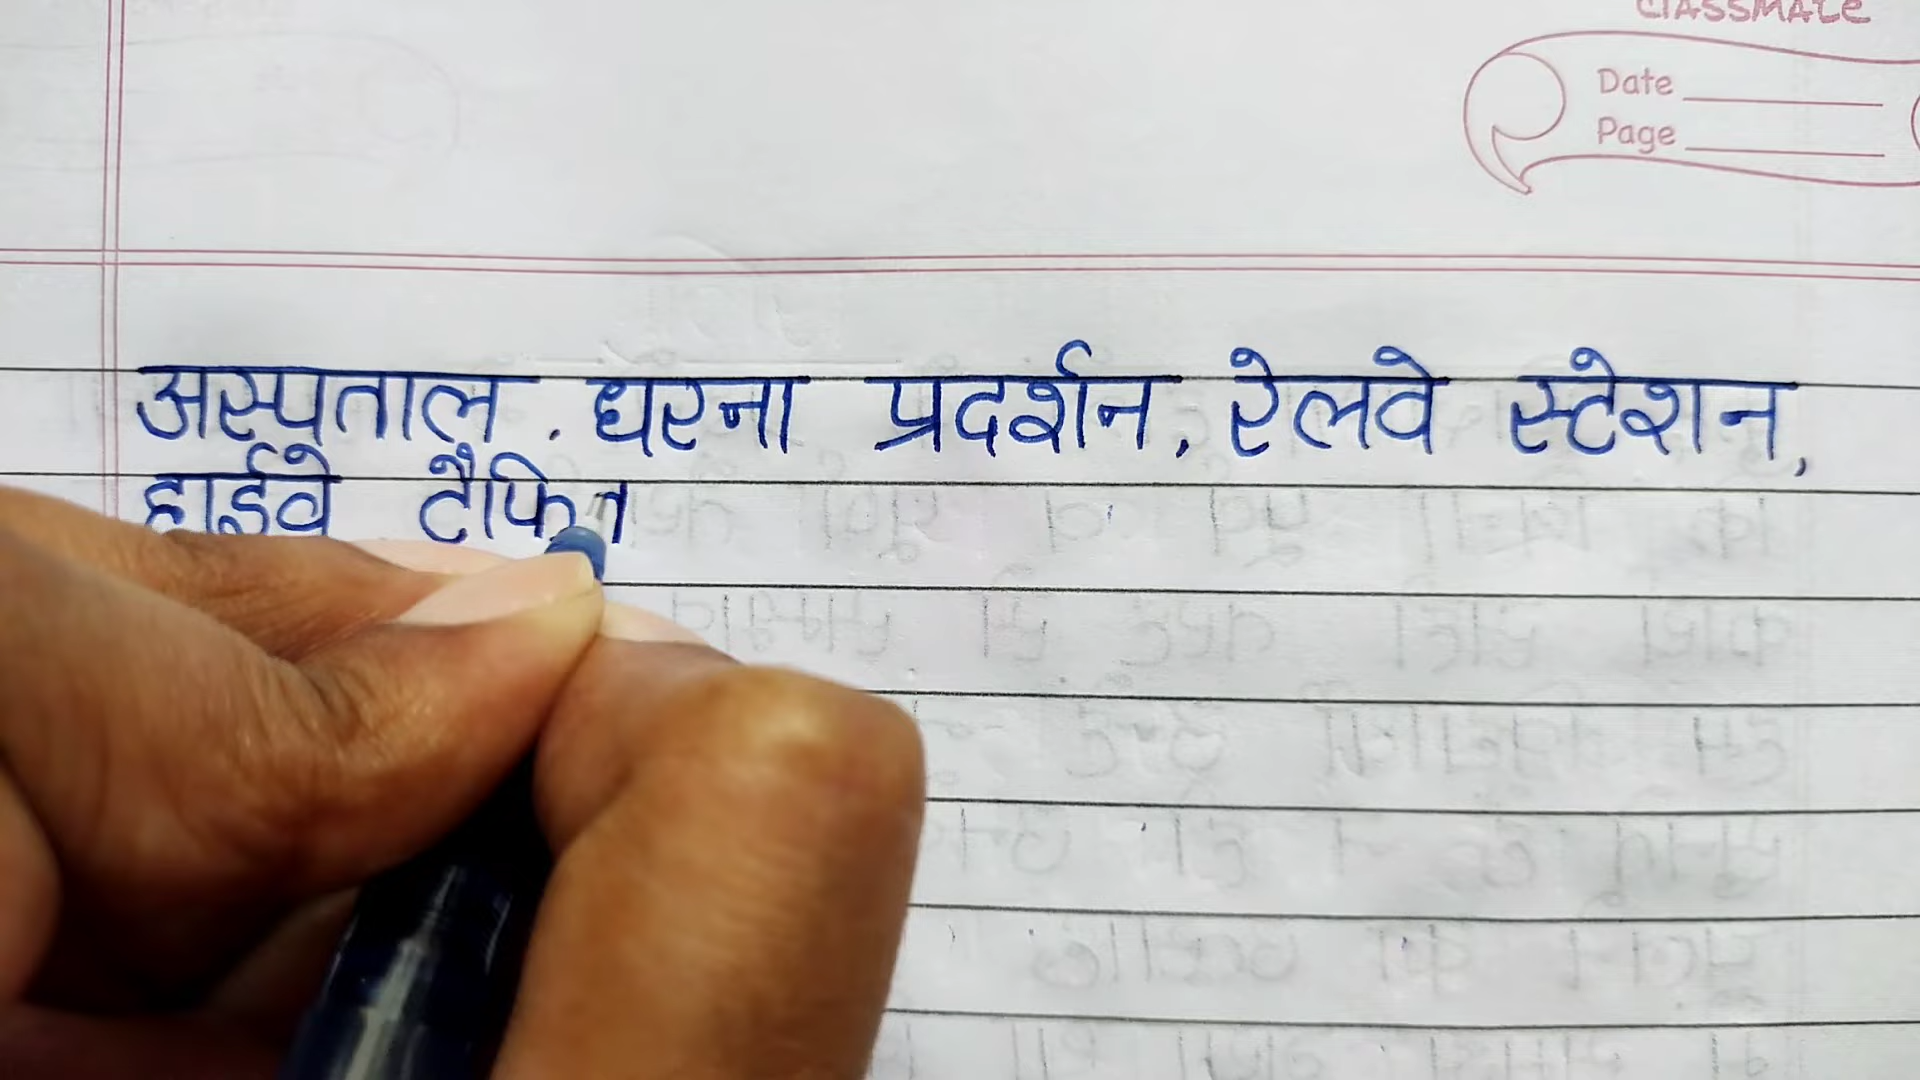 classmate
Date
Page
अस्पताल . धरना प्रदर्शन, रेलवे स्टेशन,
हाईवे